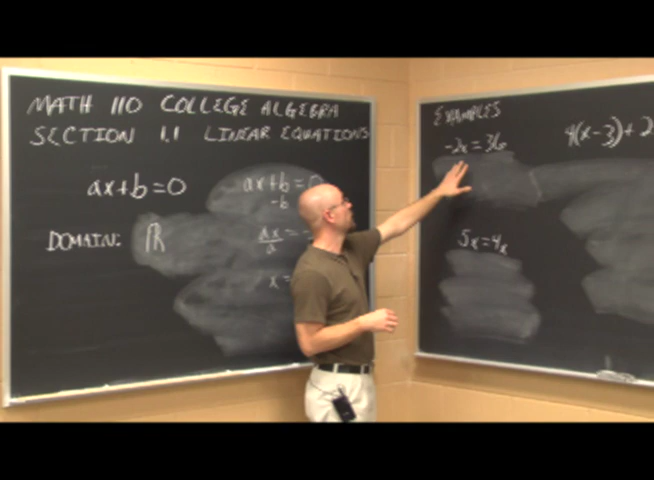 MATH 110 COLLEGE ALGEBRA
SECTION 1.1 LINEAR EQUATIONS
ax+b=0
DOMAIN: ℝ
ax+b=0
-b
ax/a = -
x=
EXAMPLES
-2x=36
4(x-3)+2
5x=4x